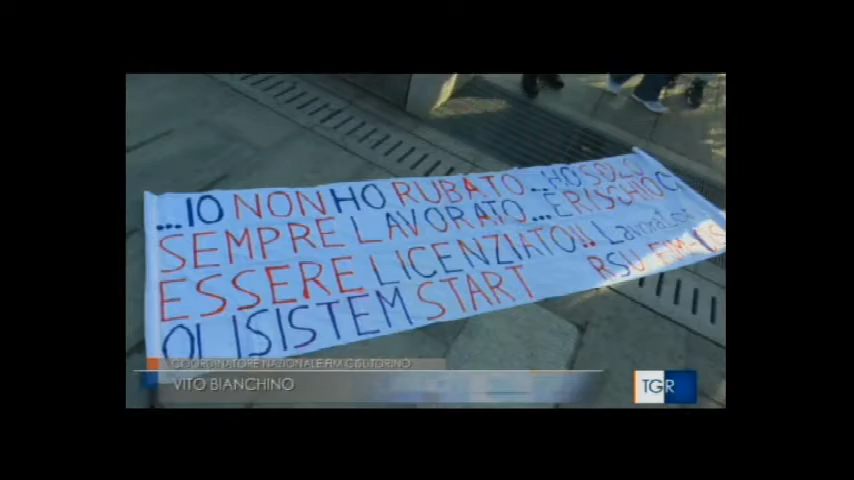 ...IO NON HO RUBATO...HO SOLO
SEMPRE LAVORATO...E RISCHIO
ESSERE LICENZIATO!! Lavoratori
OLISISTEM START RSU FIM-
COORDINATORE NAZIONALE FIM CISL TORINO
VITO BIANCHINO
TGR